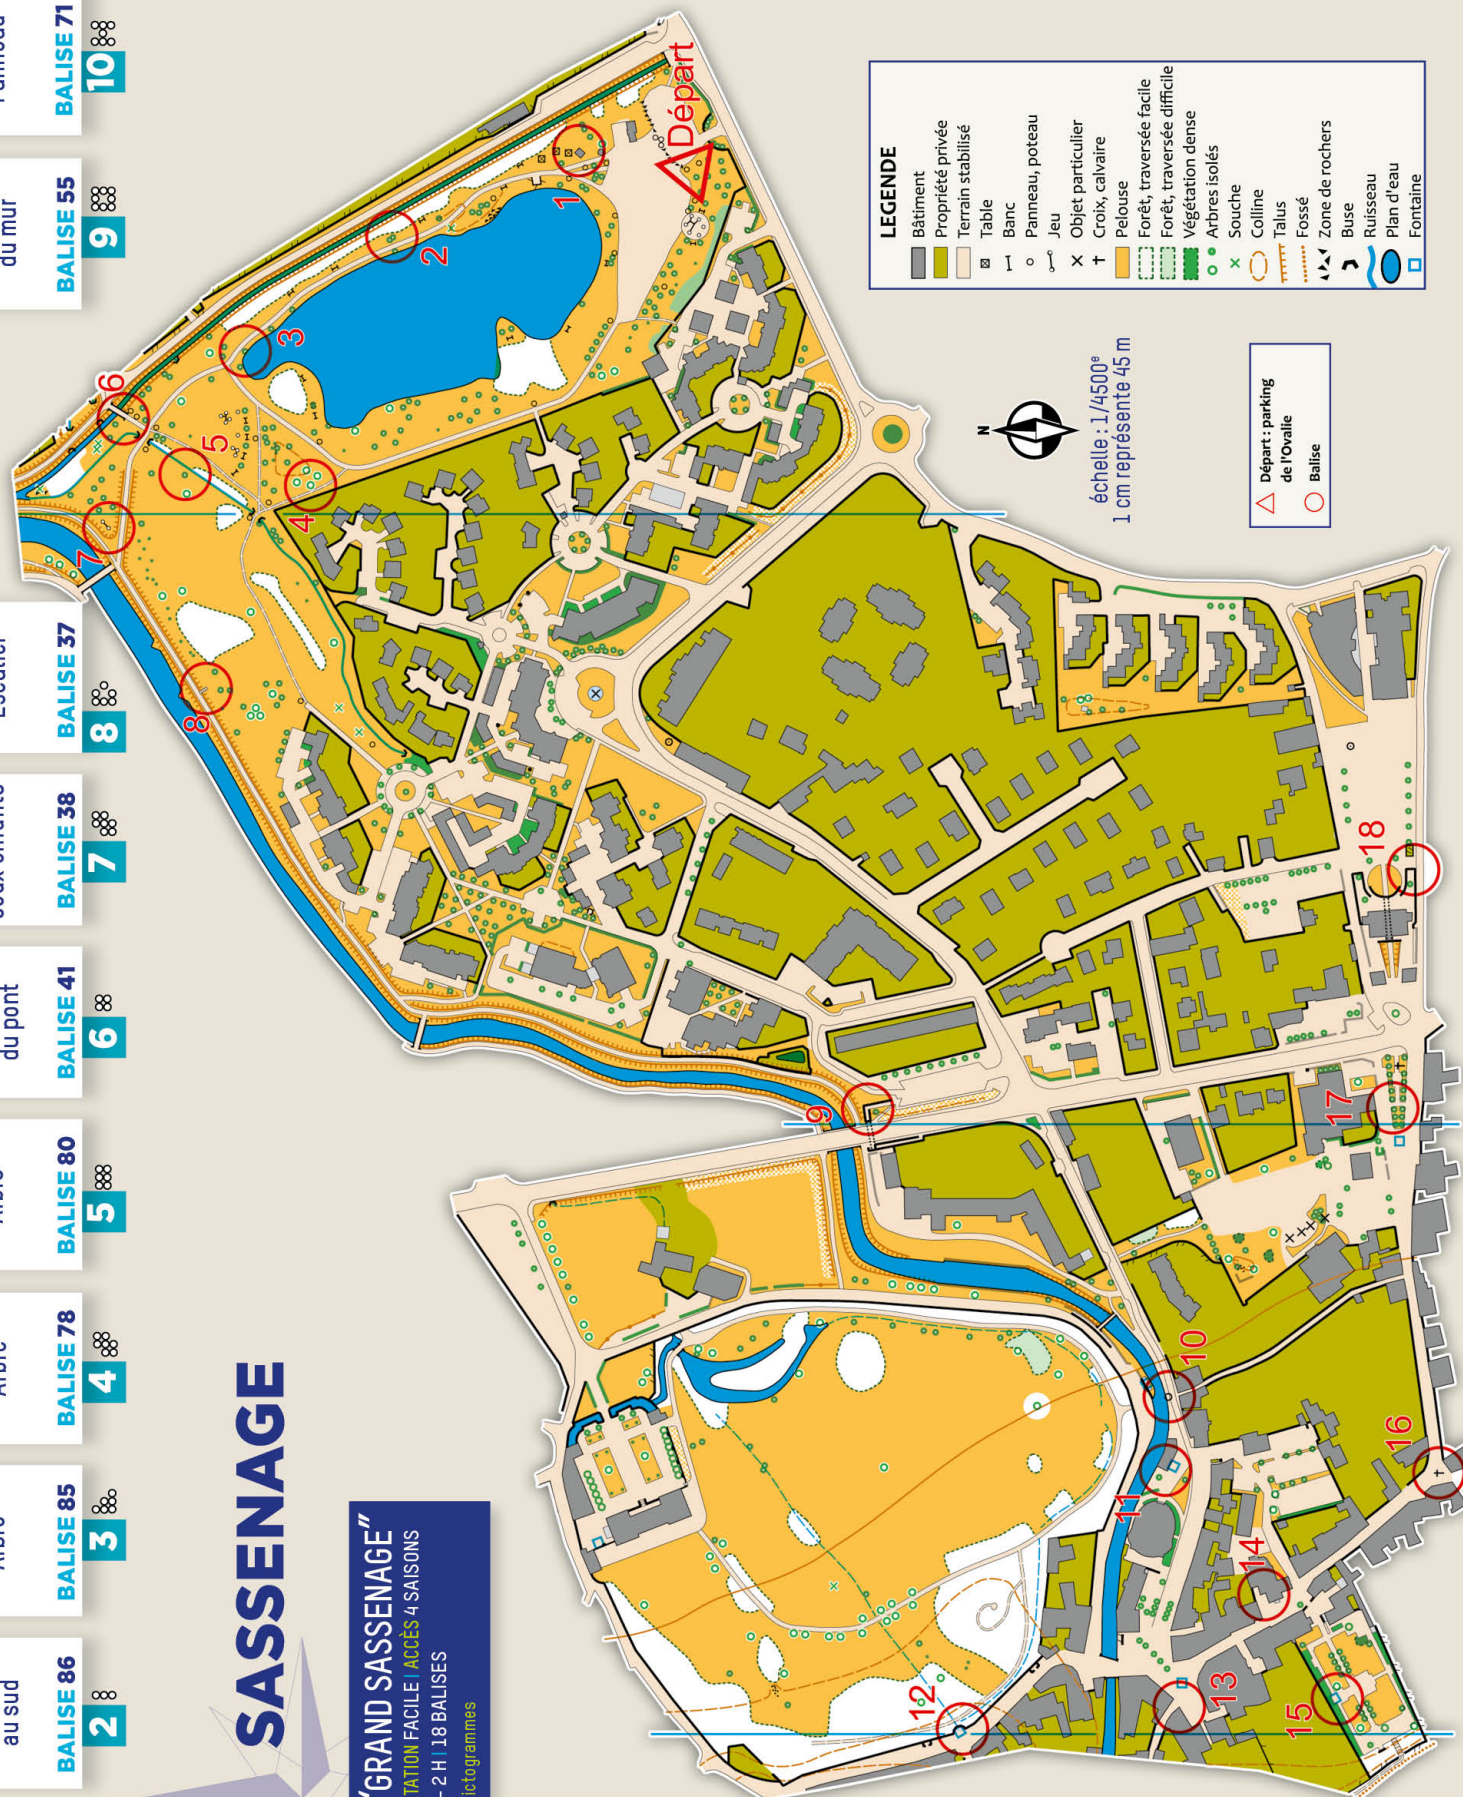 au sud
BALISE 86
2
Arbre
BALISE 85
3
Arbre
BALISE 78
4
Arbre
BALISE 80
5
du pont
BALISE 41
6
BALISE 38
7
Escalier
BALISE 37
8
du mur
BALISE 55
9
Panneau
BALISE 71
10
SASSENAGE
"GRAND SASSENAGE"
TATION FACILE I ACCÈS 4 SAISONS
- 2 H I 18 BALISES
ictogrammes
Départ
1
2
3
4
5
6
7
8
9
10
11
12
13
14
15
16
17
18
N
échelle : 1/4500e
1 cm représente 45 m
Départ : parking
de l'Ovalie
Balise
LEGENDE
Bâtiment
Propriété privée
Terrain stabilisé
Table
Banc
Panneau, poteau
Jeu
Objet particulier
Croix, calvaire
Pelouse
Forêt, traversée facile
Forêt, traversée difficile
Végétation dense
Arbres isolés
Souche
Colline
Talus
Fossé
Zone de rochers
Buse
Ruisseau
Plan d'eau
Fontaine